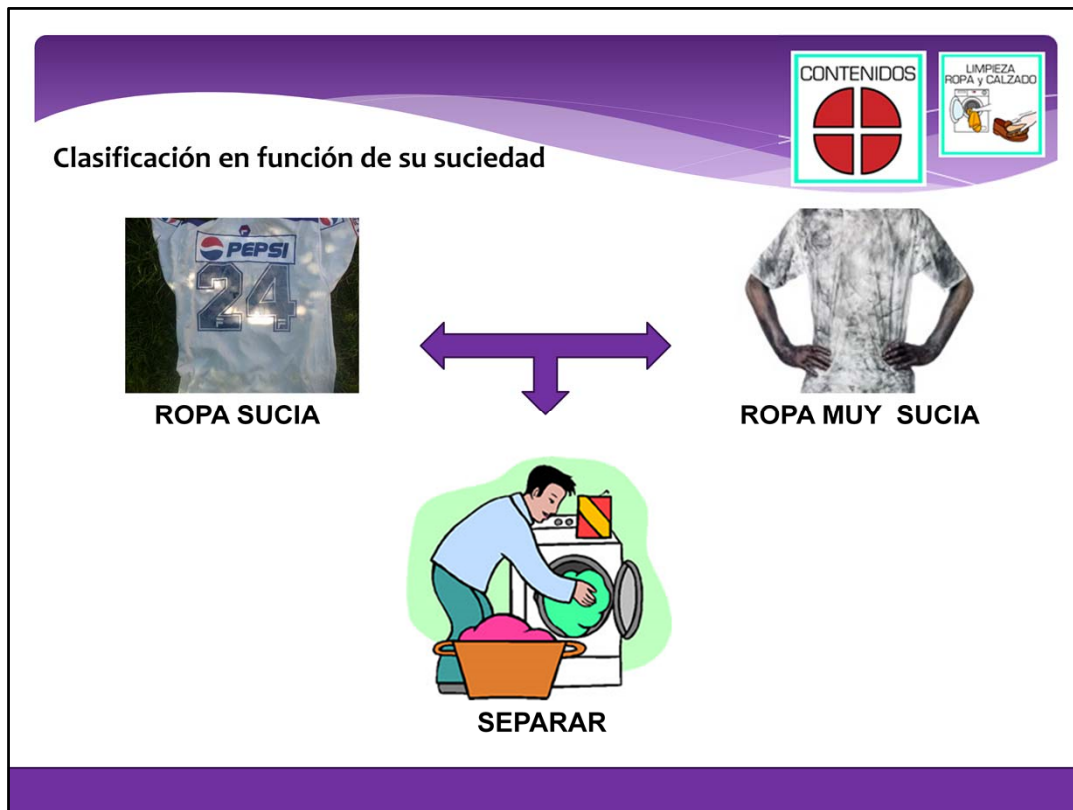 CONTENIDOS
LIMPIEZA
ROPA y CALZADO
Clasificación en función de su suciedad
PEPSI
24
ROPA SUCIA
ROPA MUY SUCIA
SEPARAR